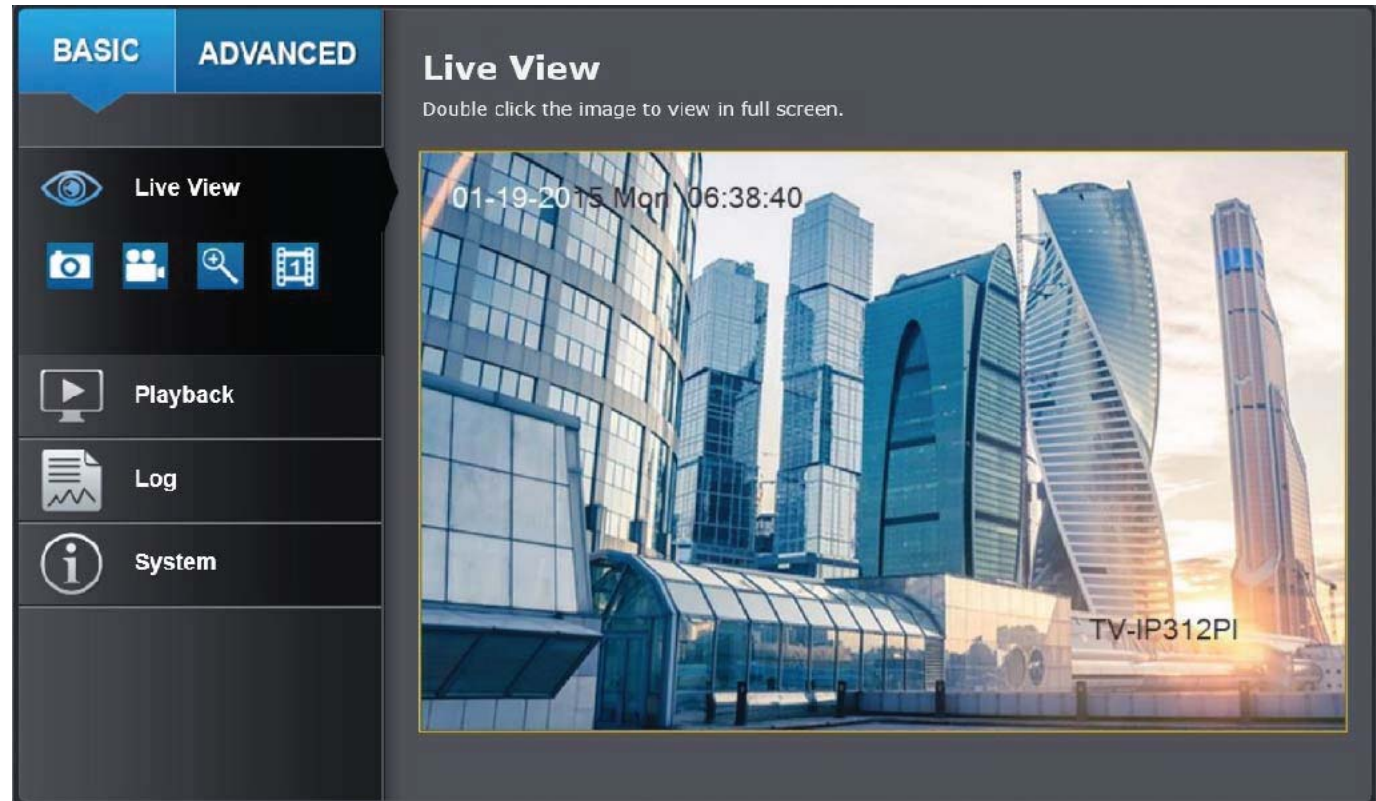 BASIC
ADVANCED
Live View
Double click the image to view in full screen.
Live View
01-19-2015 Mon 06:38:40
1
Playback
Log
System
TV-IP312PI